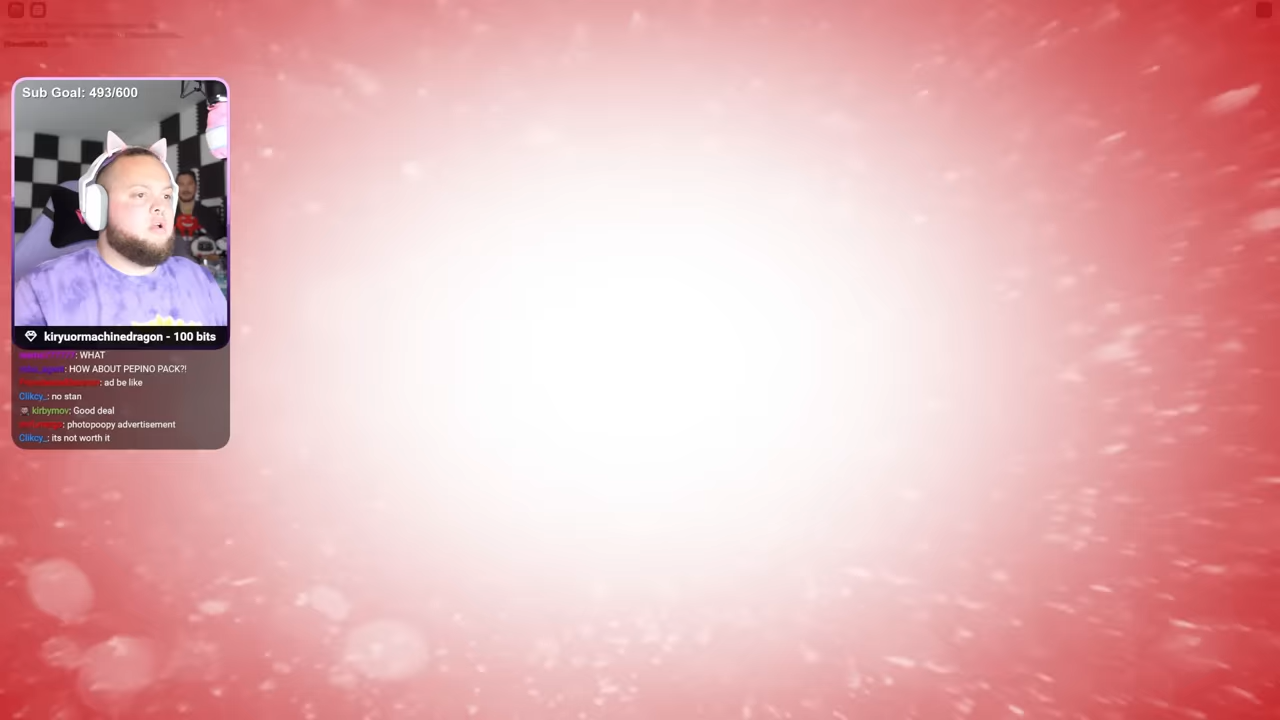 Sub Goal: 493/600
kiryuormachinedragon - 100 bits
: WHAT
: HOW ABOUT PEPINO PACK?!
: ad be like
Clikcy_: no stan
kirbymov: Good deal
: photopoopy advertisement
Clikcy_: its not worth it